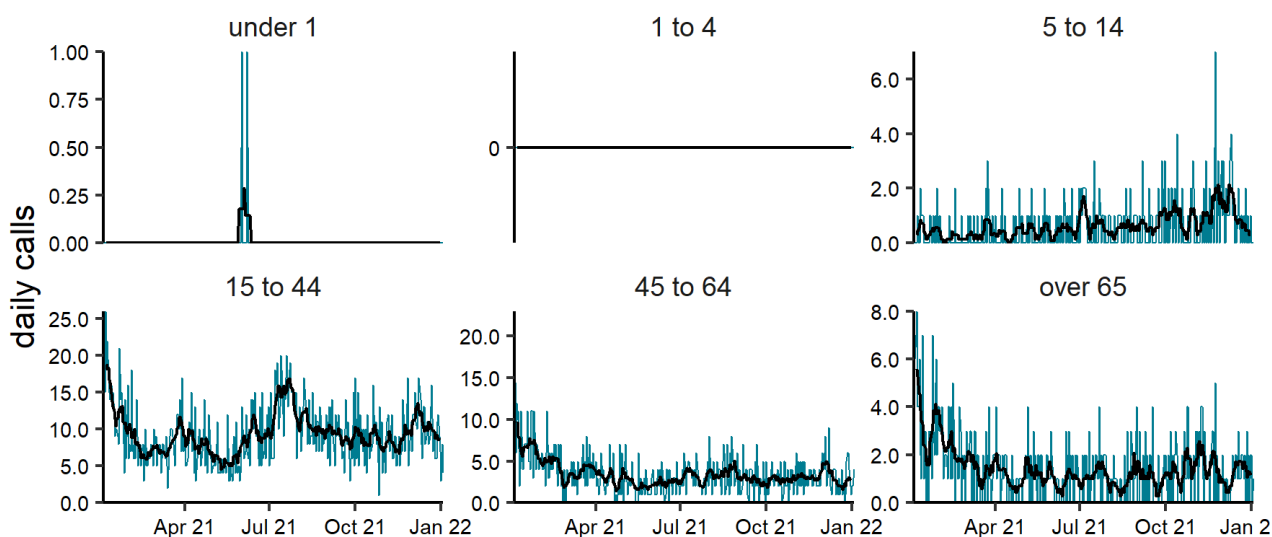 under 1
1 to 4
5 to 14
1.00
0.75
0.50
0.25
0.00
0
6.0
4.0
2.0
0.0
daily calls
15 to 44
45 to 64
over 65
25.0
20.0
15.0
10.0
5.0
0.0
20.0
15.0
10.0
5.0
0.0
8.0
6.0
4.0
2.0
0.0
Apr 21 Jul 21 Oct 21 Jan 22
Apr 21 Jul 21 Oct 21 Jan 22
Apr 21 Jul 21 Oct 21 Jan 2